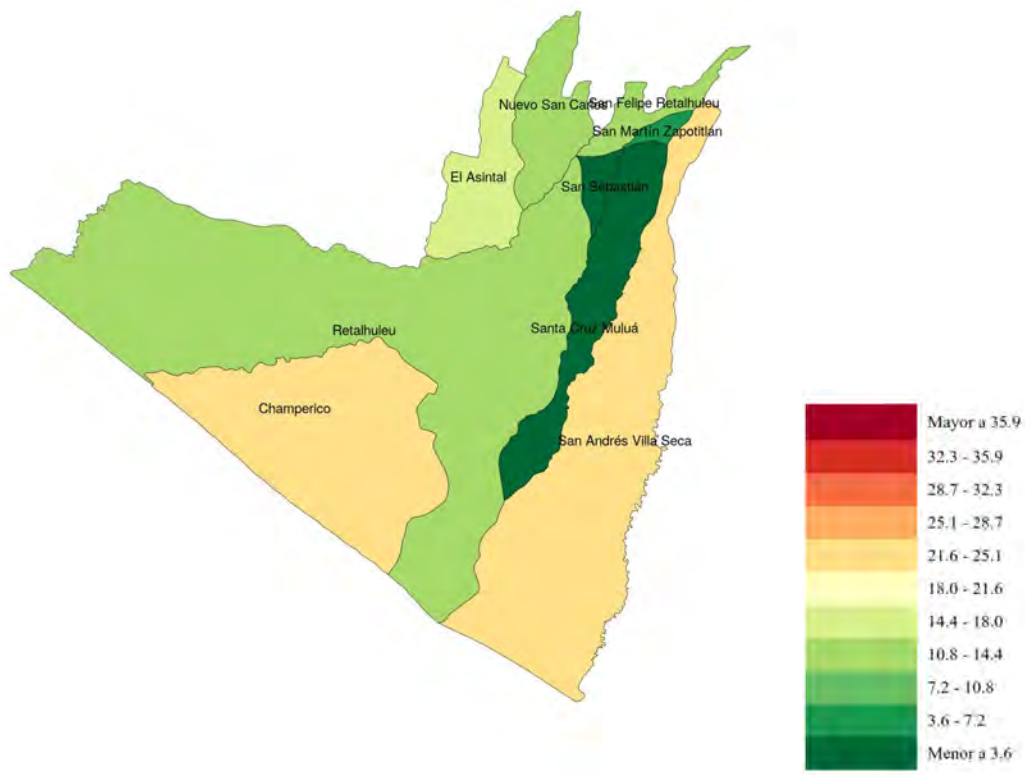 Nuevo San Carlos
San Felipe Retalhuleu
San Martín Zapotitlán
El Asintal
San Sebastián
Retalhuleu
Santa Cruz Muluá
Champerico
San Andrés Villa Seca
Mayor a 35.9
32.3 - 35.9
28.7 - 32.3
25.1 - 28.7
21.6 - 25.1
18.0 - 21.6
14.4 - 18.0
10.8 - 14.4
7.2 - 10.8
3.6 - 7.2
Menor a 3.6